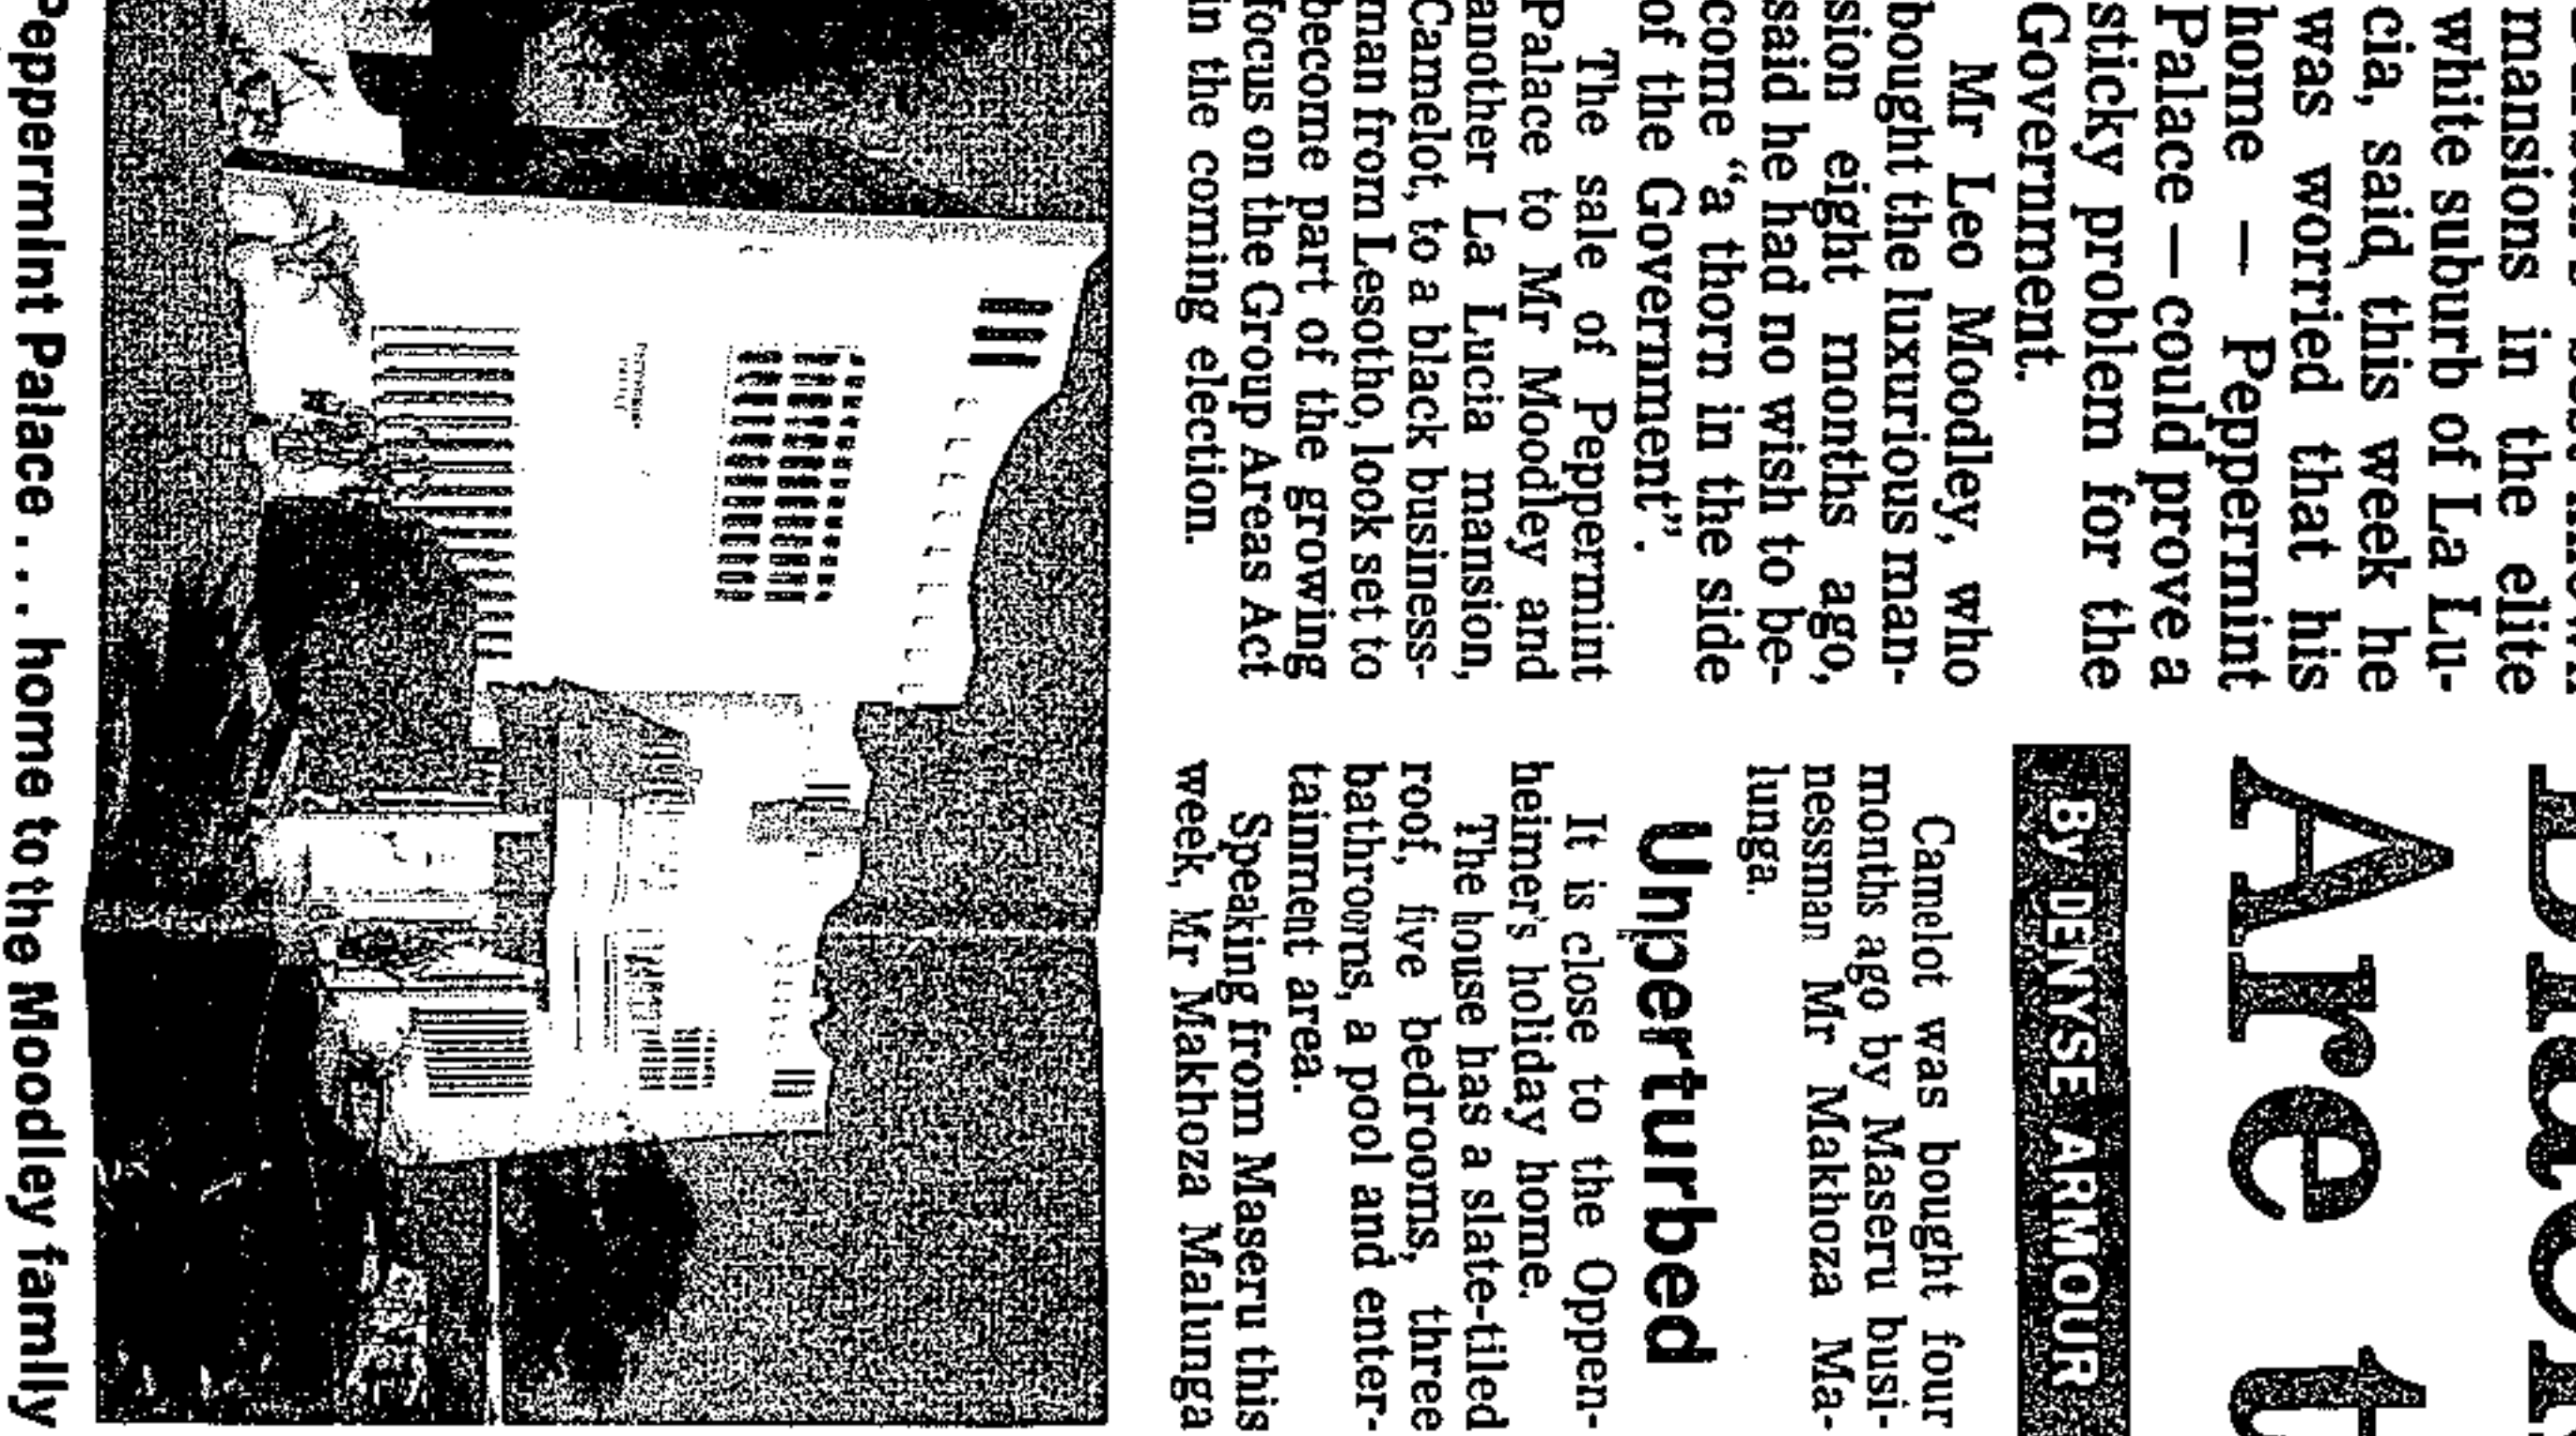 Are t
BY DENYSE ARMOUR
mansions in the elite
white suburb of La Lu-
cia, said this week he
was worried that his
home — Peppermint
Palace — could prove a
sticky problem for the
Government.
Mr Leo Moodley, who
bought the luxurious man-
sion eight months ago,
said he had no wish to be-
come "a thorn in the side
of the Government".
The sale of Peppermint
Palace to Mr Moodley and
another La Lucia mansion,
Camelot, to a black business-
man from Lesotho, look set to
become part of the growing
focus on the Group Areas Act
in the coming election.
Camelot was bought four
months ago by Maseru busi-
nessman Mr Makhoza Ma-
lunga.
Unperturbed
It is close to the Oppen-
heimer's holiday home.
The house has a slate-tiled
roof, five bedrooms, three
bathrooms, a pool and enter-
tainment area.
Speaking from Maseru this
week, Mr Makhoza Malunga
Peppermint Palace . . . home to the Moodley family